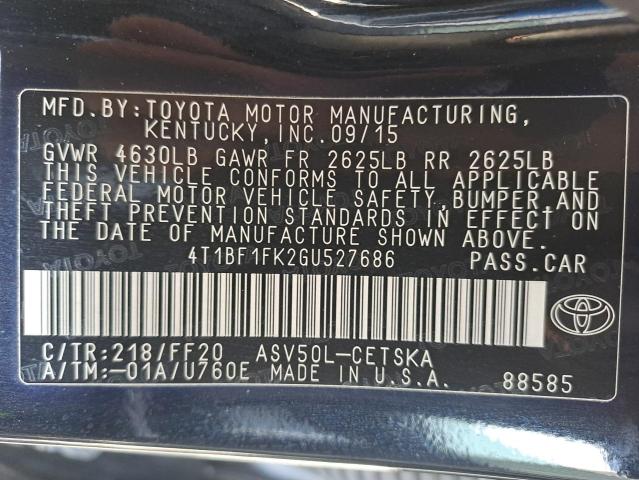 MFD.BY:TOYOTA MOTOR MANUFACTURING,
KENTUCKY, INC.09/15
GVWR 4630LB GAWR FR 2625LB RR 2625LB
THIS VEHICLE CONFORMS TO ALL APPLICABLE
FEDERAL MOTOR VEHICLE SAFETY,BUMPER,AND
THEFT PREVENTION STANDARDS IN EFFECT ON
THE DATE OF MANUFACTURE SHOWN ABOVE.
4T1BF1FK2GU527686 PASS.CAR
C/TR:218/FF20 ASV50L-CETSKA
A/TM:-01A/U760E MADE IN U.S.A. 88585